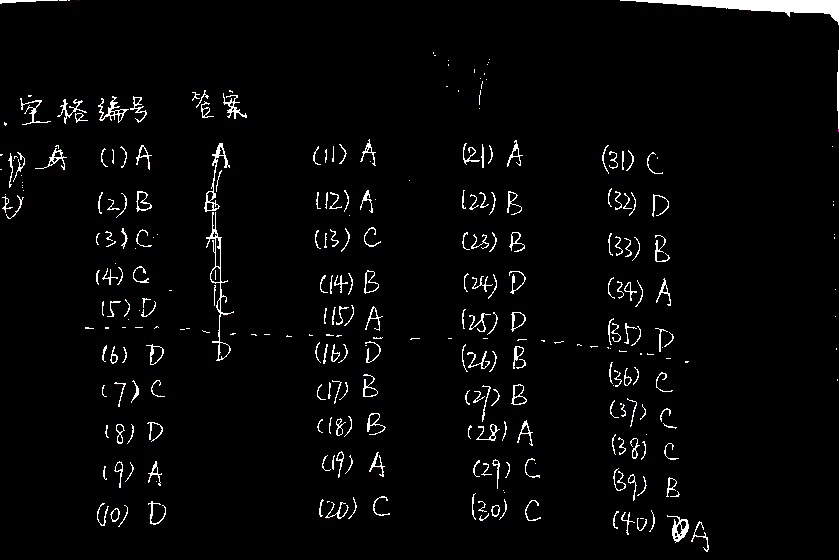 空格编号 答案
(1) A (11) A (21) A (31) C
(2) B (12) A (22) B (32) D
(3) C (13) C (23) B (33) B
(4) C (14) B (24) D (34) A
(5) D (15) A (25) D (35) D
(6) D (16) D (26) B (36) C
(7) C (17) B (27) B (37) C
(8) D (18) B (28) A (38) C
(9) A (19) A (29) C (39) B
(10) D (20) C (30) C (40) A